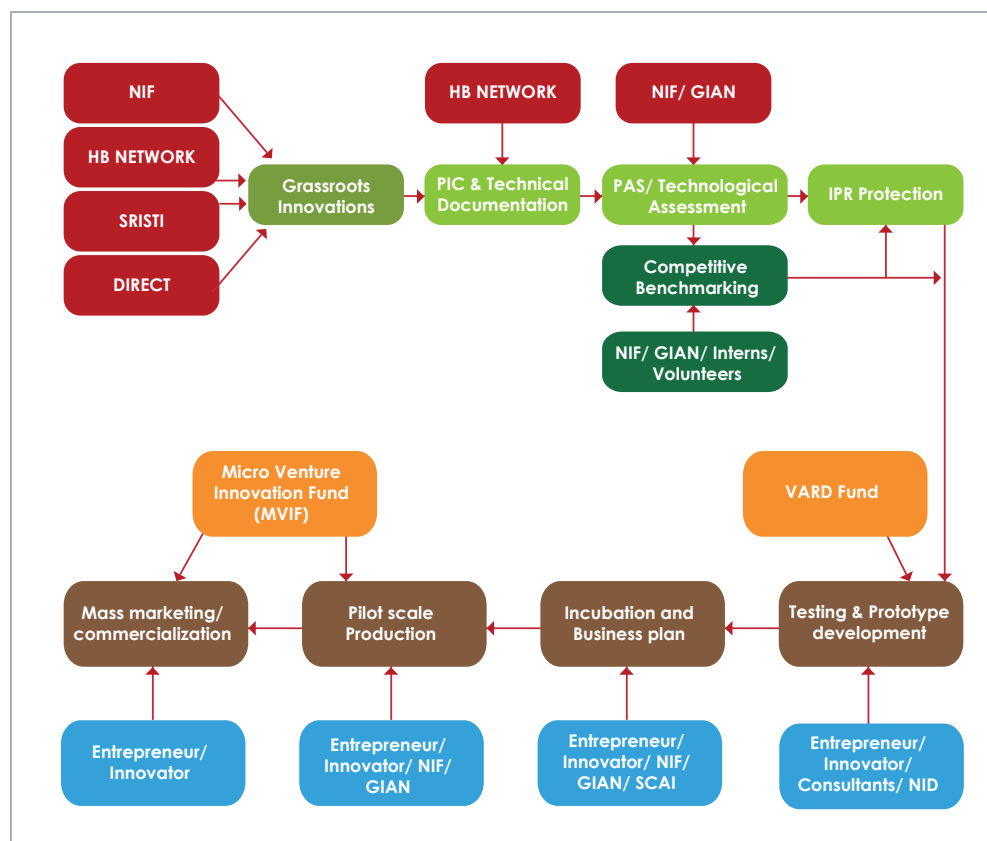 NIF
HB NETWORK
NIF/ GIAN
HB NETWORK
SRISTI
DIRECT
Grassroots
Innovations
PIC & Technical
Documentation
PAS/ Technological
Assessment
IPR Protection
Competitive
Benchmarking
NIF/ GIAN/ Interns/
Volunteers
Micro Venture
Innovation Fund
(MVIF)
VARD Fund
Mass marketing/
commercialization
Pilot scale
Production
Incubation and
Business plan
Testing & Prototype
development
Entrepreneur/
Innovator
Entrepreneur/
Innovator/ NIF/
GIAN
Entrepreneur/
Innovator/ NIF/
GIAN/ SCAI
Entrepreneur/
Innovator/
Consultants/ NID